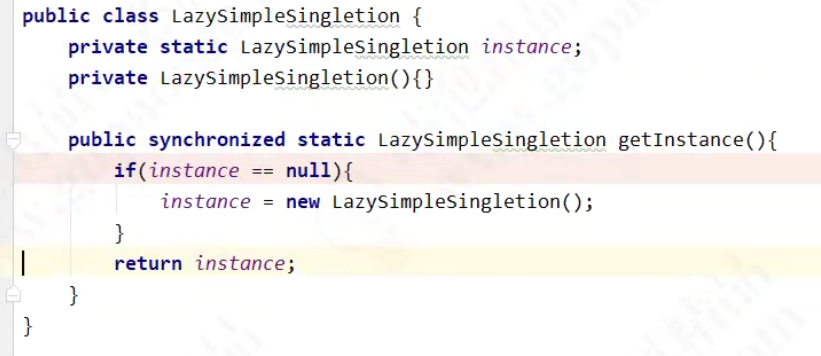 public class LazySimpleSingletion {
    private static LazySimpleSingletion instance;
    private LazySimpleSingletion(){}
    public synchronized static LazySimpleSingletion getInstance(){
        if(instance == null){
            instance = new LazySimpleSingletion();
        }
        return instance;
    }
}